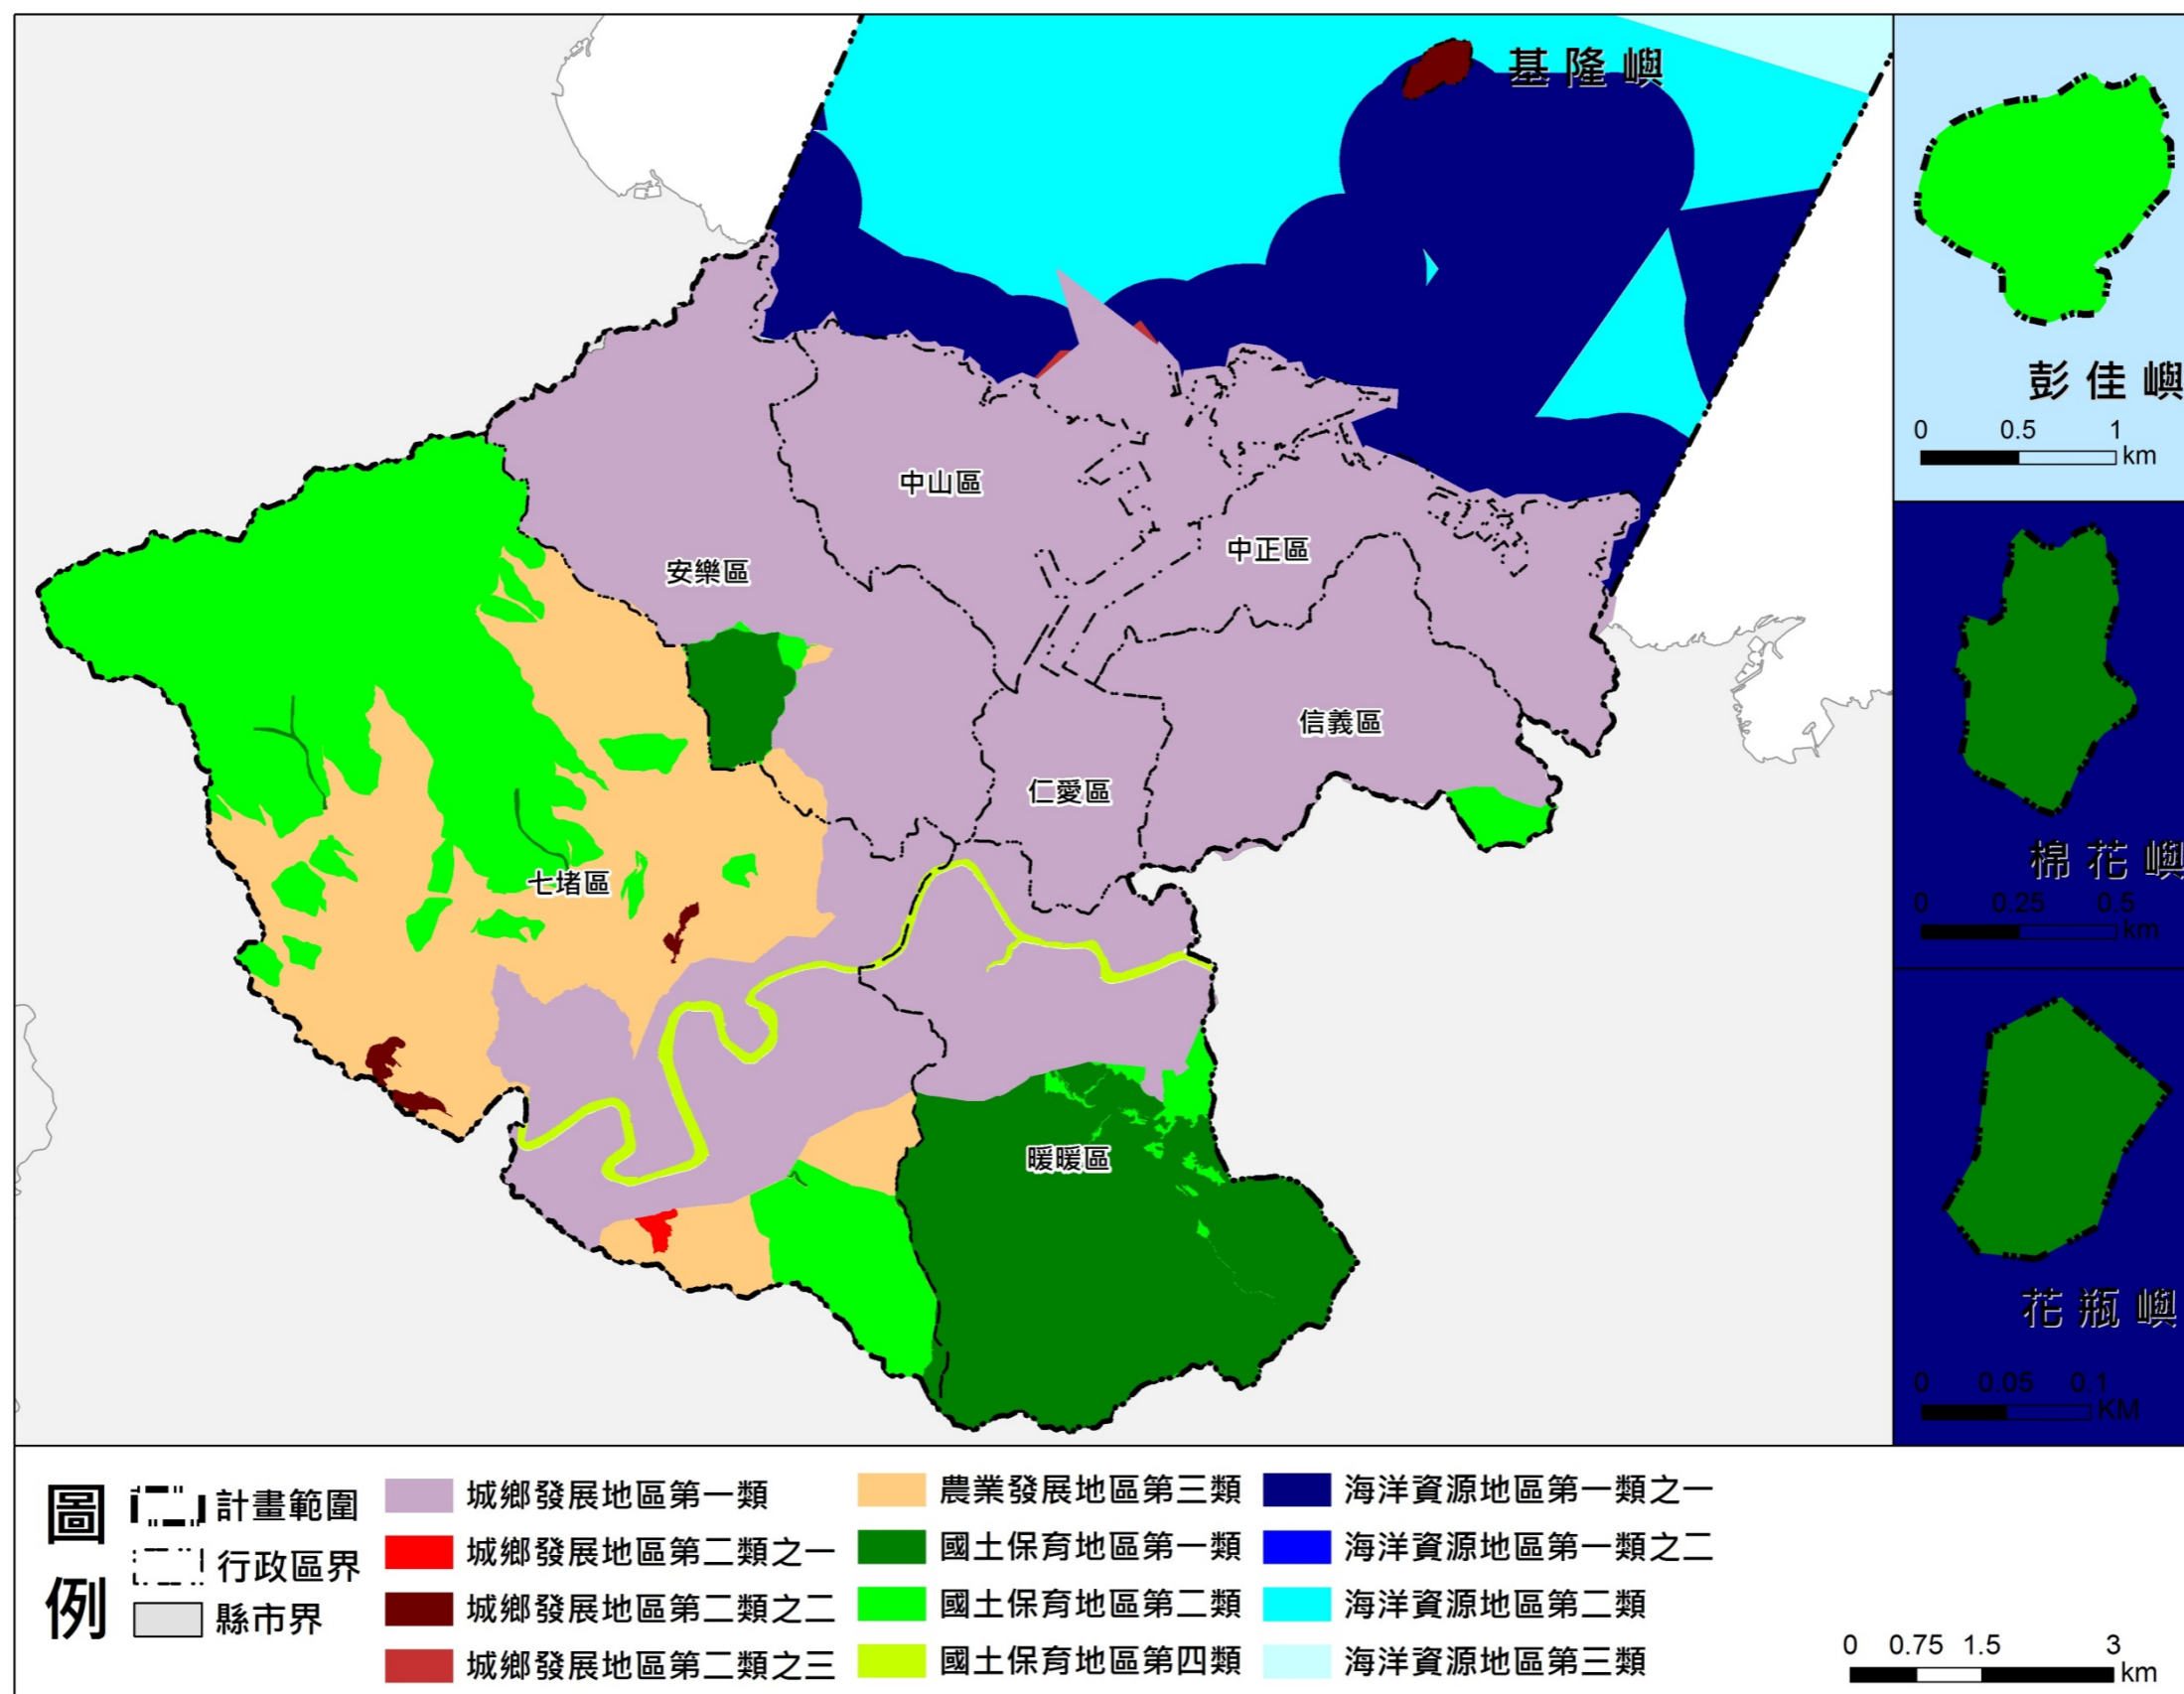 基隆嶼
彭佳嶼
0 0.5 1
km
中山區
中正區
安樂區
信義區
仁愛區
七堵區
暖暖區
棉花嶼
0 0.25 0.5
km
花瓶嶼
0 0.05 0.1
KM
圖例
計畫範圍
行政區界
縣市界
城鄉發展地區第一類
城鄉發展地區第二類之一
城鄉發展地區第二類之二
城鄉發展地區第二類之三
農業發展地區第三類
國土保育地區第一類
國土保育地區第二類
國土保育地區第四類
海洋資源地區第一類之一
海洋資源地區第一類之二
海洋資源地區第二類
海洋資源地區第三類
0 0.75 1.5 3
km